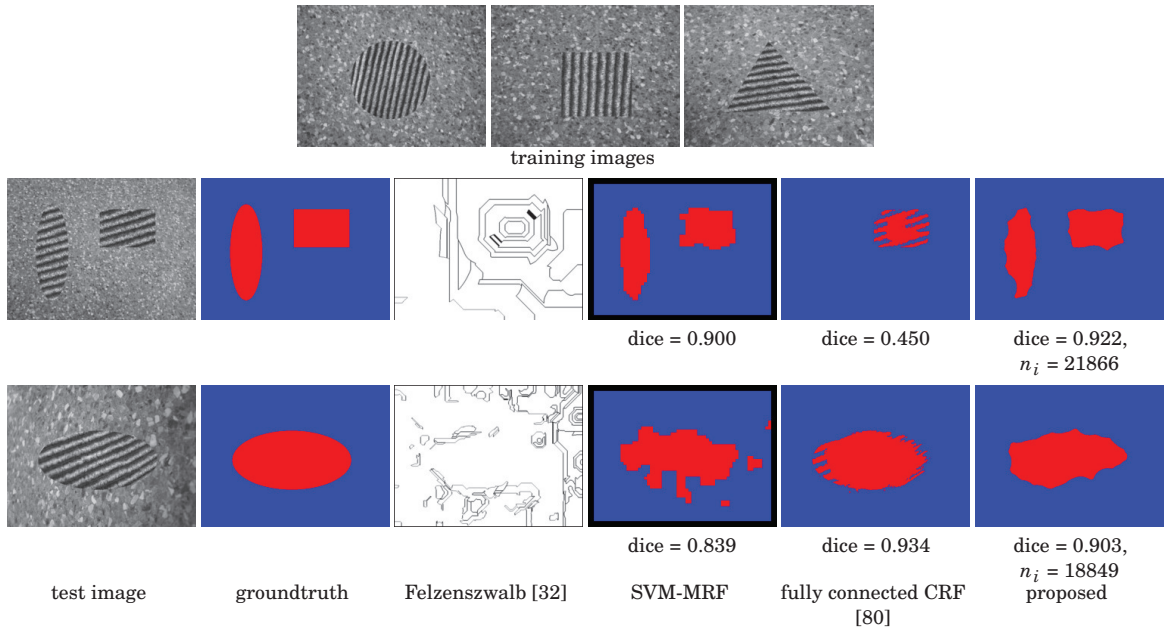 training images
dice = 0.900
dice = 0.450
dice = 0.922,
n_i = 21866
dice = 0.839
dice = 0.934
dice = 0.903,
n_i = 18849
test image
groundtruth
Felzenszwalb [32]
SVM-MRF
fully connected CRF
[80]
proposed